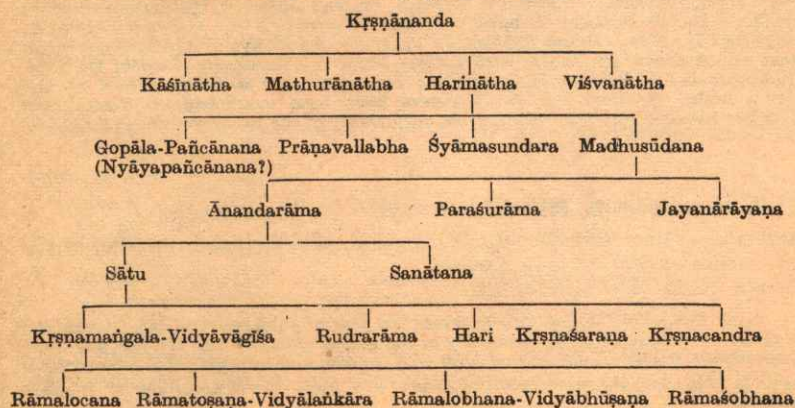 Kṛṣṇānanda
Kāśīnātha Mathurānātha Harinātha Viśvanātha
Gopāla-Pañcānana Prāṇavallabha Śyāmasundara Madhusūdana
(Nyāyapañcānana?)
Ānandarāma Paraśurāma Jayanārāyaṇa
Sātu Sanātana
Kṛṣṇamaṅgala-Vidyāvāgīśa Rudrarāma Hari Kṛṣṇaśaraṇa Kṛṣṇacandra
Rāmalocana Rāmatoṣaṇa-Vidyālaṅkāra Rāmalobhana-Vidyābhūṣaṇa Rāmaśobhana